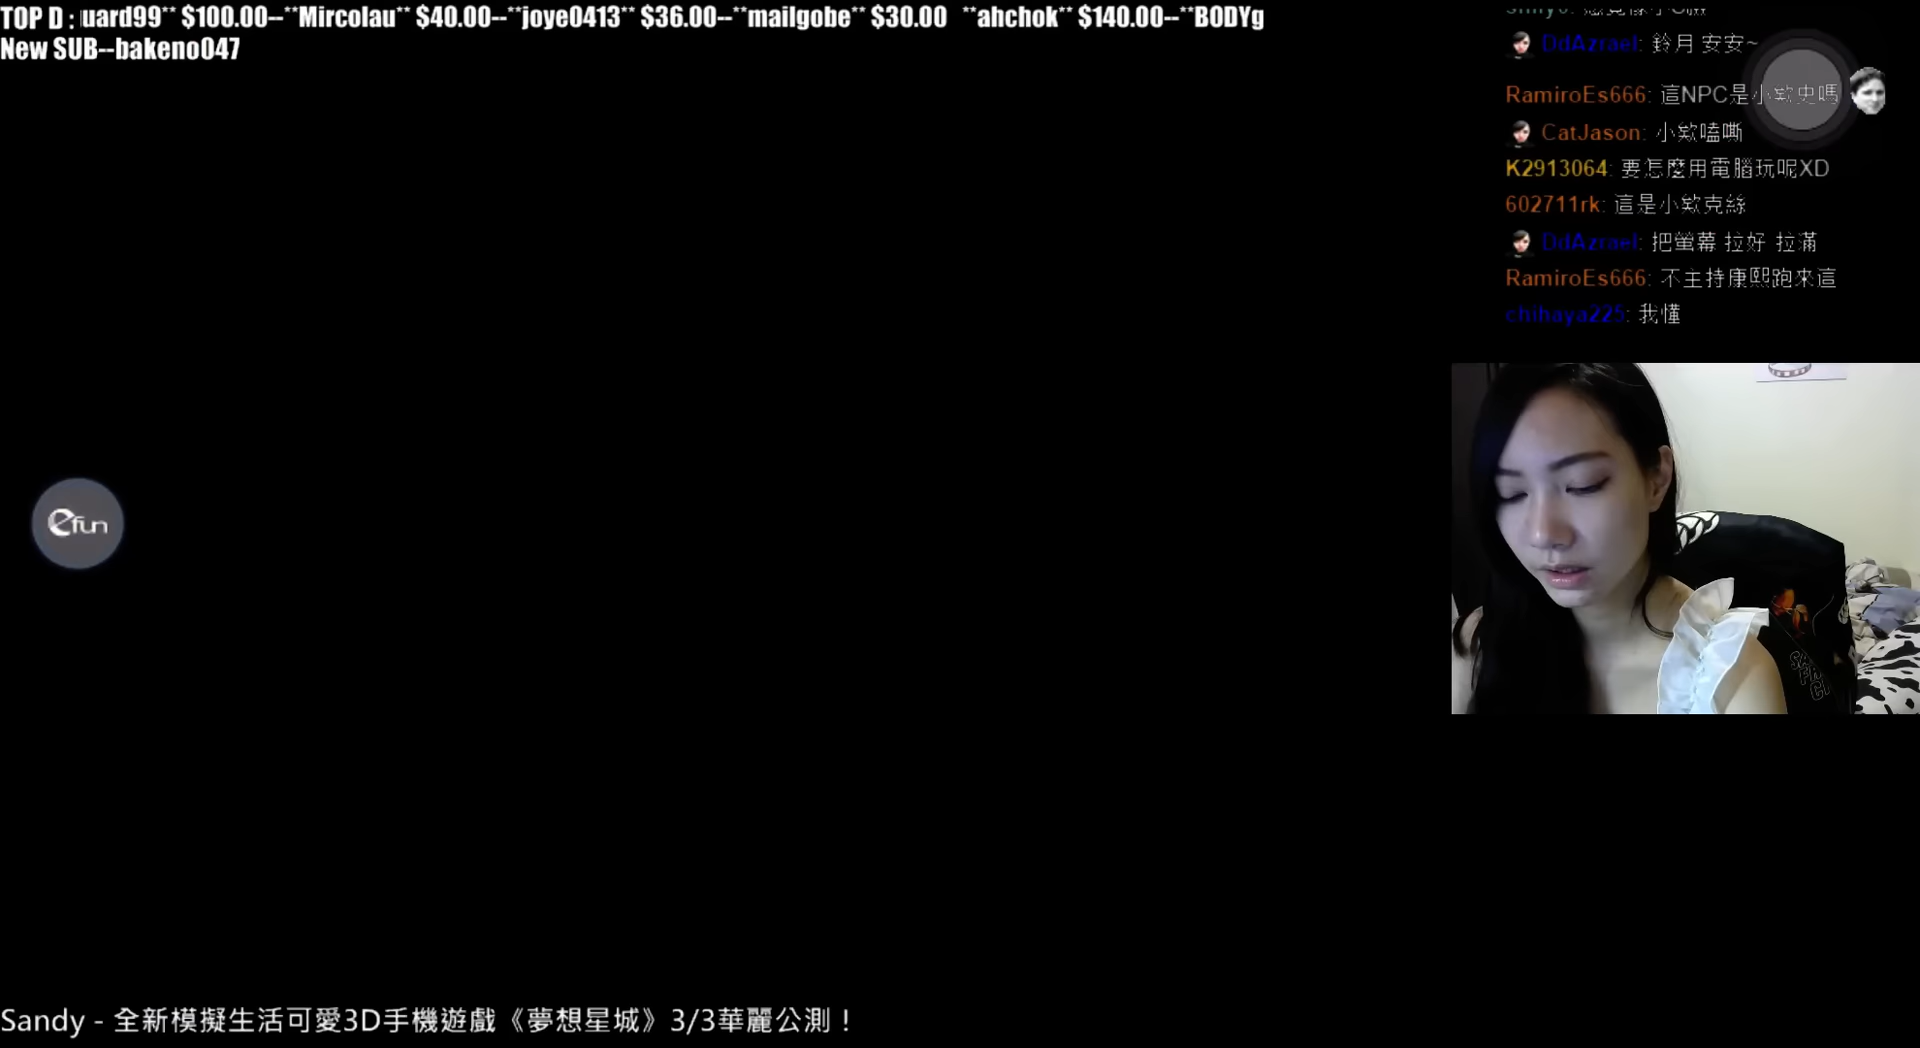 TOP D : uard99** $100.00--**Mircolau** $40.00--**joye0413** $36.00--**mailgobe** $30.00 **ahchok** $140.00--**BODYg
New SUB--bakeno047
DdAzrael: 鈴月 安安~
RamiroEs666: 這NPC是小欸史嗎
CatJason: 小欸嗑嘶
K2913064: 要怎麼用電腦玩呢XD
602711rk: 這是小欸克絲
DdAzrael: 把螢幕 拉好 拉滿
RamiroEs666: 不主持康熙跑來這
chihaya225: 我懂
efun
Sandy - 全新模擬生活可愛3D手機遊戲《夢想星城》3/3華麗公測！